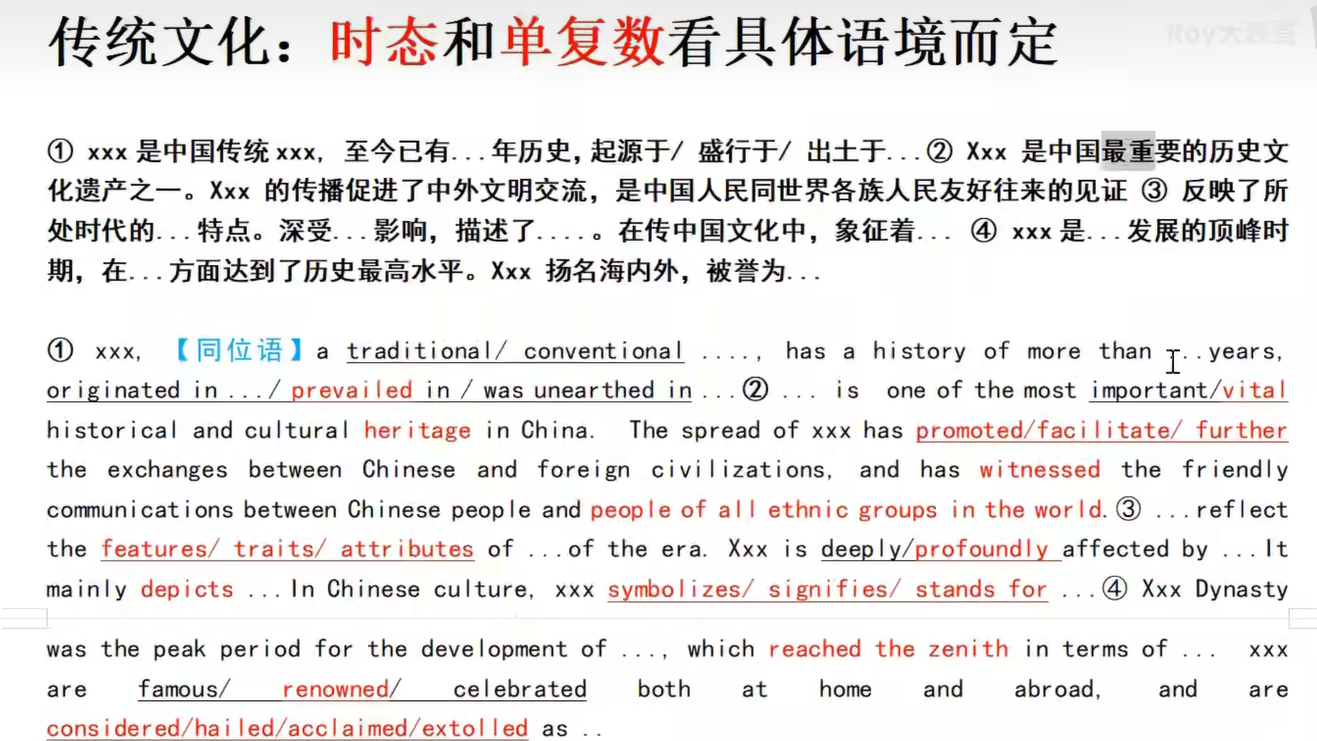 传统文化：时态和单复数看具体语境而定
Roy大表哥
① xxx 是中国传统 xxx，至今已有...年历史，起源于/ 盛行于/ 出土于...② Xxx 是中国最重要的历史文
化遗产之一。Xxx 的传播促进了中外文明交流，是中国人民同世界各族人民友好往来的见证 ③ 反映了所
处时代的...特点。深受...影响，描述了....。在传中国文化中，象征着... ④ xxx 是...发展的顶峰时
期，在...方面达到了历史最高水平。Xxx 扬名海内外，被誉为...
① xxx, 【同位语】a traditional/ conventional ...., has a history of more than ...years,
originated in .../ prevailed in / was unearthed in ...② ... is one of the most important/vital
historical and cultural heritage in China. The spread of xxx has promoted/facilitate/ further
the exchanges between Chinese and foreign civilizations, and has witnessed the friendly
communications between Chinese people and people of all ethnic groups in the world.③ ...reflect
the features/ traits/ attributes of ...of the era. Xxx is deeply/profoundly affected by ...It
mainly depicts ...In Chinese culture, xxx symbolizes/ signifies/ stands for ...④ Xxx Dynasty
was the peak period for the development of ..., which reached the zenith in terms of ... xxx
are famous/ renowned/ celebrated both at home and abroad, and are
considered/hailed/acclaimed/extolled as ..